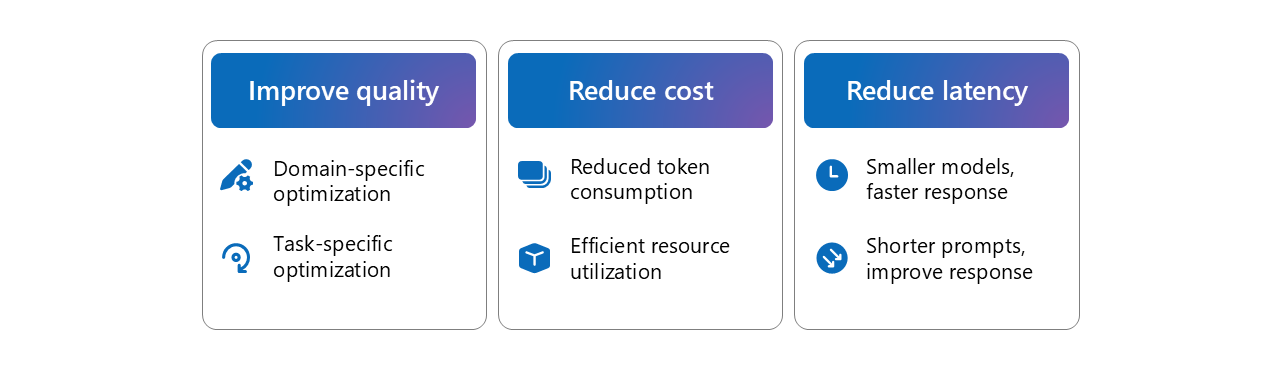 Improve quality
Domain-specific
optimization
Task-specific
optimization
Reduce cost
Reduced token
consumption
Efficient resource
utilization
Reduce latency
Smaller models,
faster response
Shorter prompts,
improve response